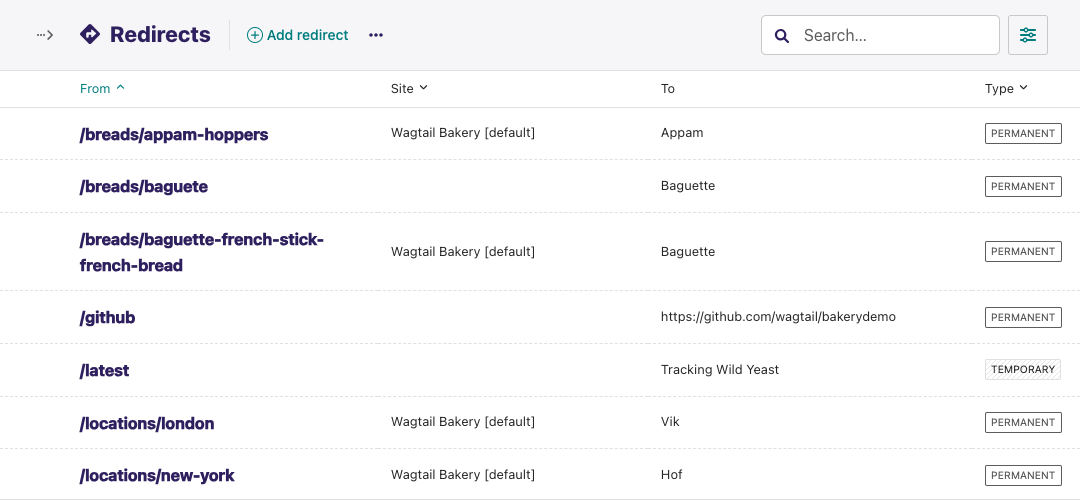 Redirects Add redirect Search...
From Site To Type
/breads/appam-hoppers Wagtail Bakery [default] Appam PERMANENT
/breads/baguete Baguette PERMANENT
/breads/baguette-french-stick-
french-bread Wagtail Bakery [default] Baguette PERMANENT
/github https://github.com/wagtail/bakerydemo PERMANENT
/latest Tracking Wild Yeast TEMPORARY
/locations/london Wagtail Bakery [default] Vik PERMANENT
/locations/new-york Wagtail Bakery [default] Hof PERMANENT